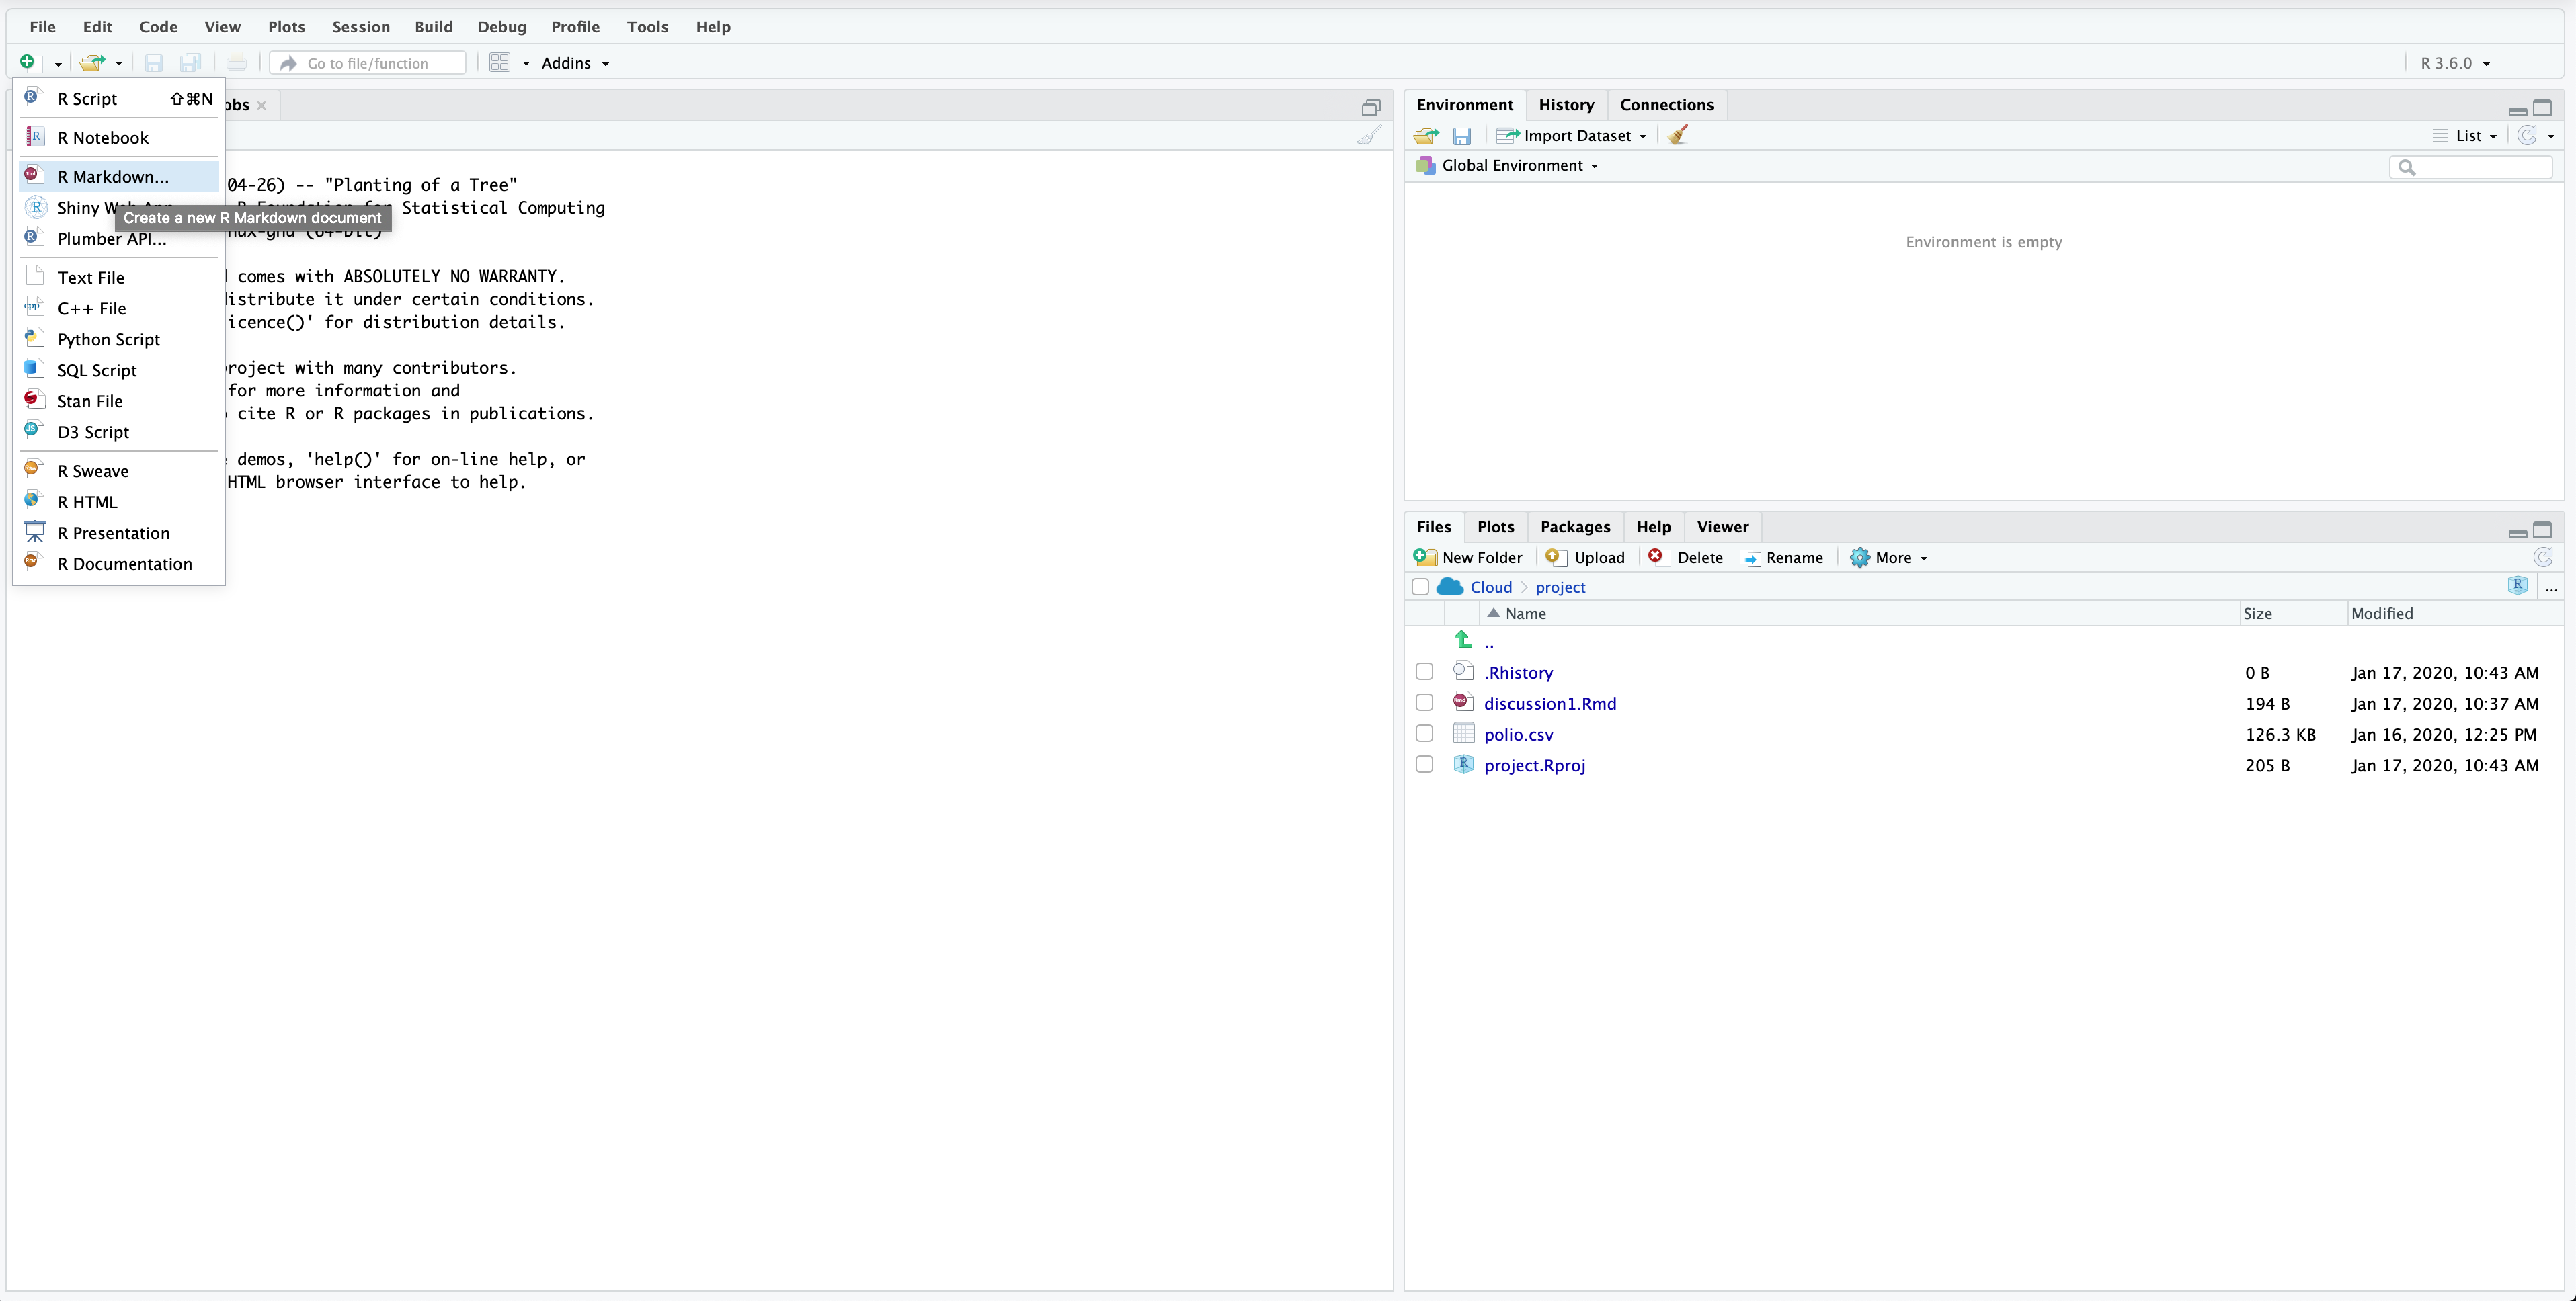 File Edit Code View Plots Session Build Debug Profile Tools Help
Go to file/function Addins R 3.6.0
R Script ⇧⌘N
R Notebook
R Markdown...
Shiny
Create a new R Markdown document
Plumber API...
Text File
C++ File
Python Script
SQL Script
Stan File
D3 Script
R Sweave
R HTML
R Presentation
R Documentation
04-26) -- "Planting of a Tree"
Statistical Computing
(64-bit)
comes with ABSOLUTELY NO WARRANTY.
istribute it under certain conditions.
icence()' for distribution details.
roject with many contributors.
for more information and
cite R or R packages in publications.
demos, 'help()' for on-line help, or
HTML browser interface to help.
Environment History Connections
Import Dataset List
Global Environment
Environment is empty
Files Plots Packages Help Viewer
New Folder Upload Delete Rename More
Cloud project ...
Name Size Modified
..
.Rhistory 0 B Jan 17, 2020, 10:43 AM
discussion1.Rmd 194 B Jan 17, 2020, 10:37 AM
polio.csv 126.3 KB Jan 16, 2020, 12:25 PM
project.Rproj 205 B Jan 17, 2020, 10:43 AM